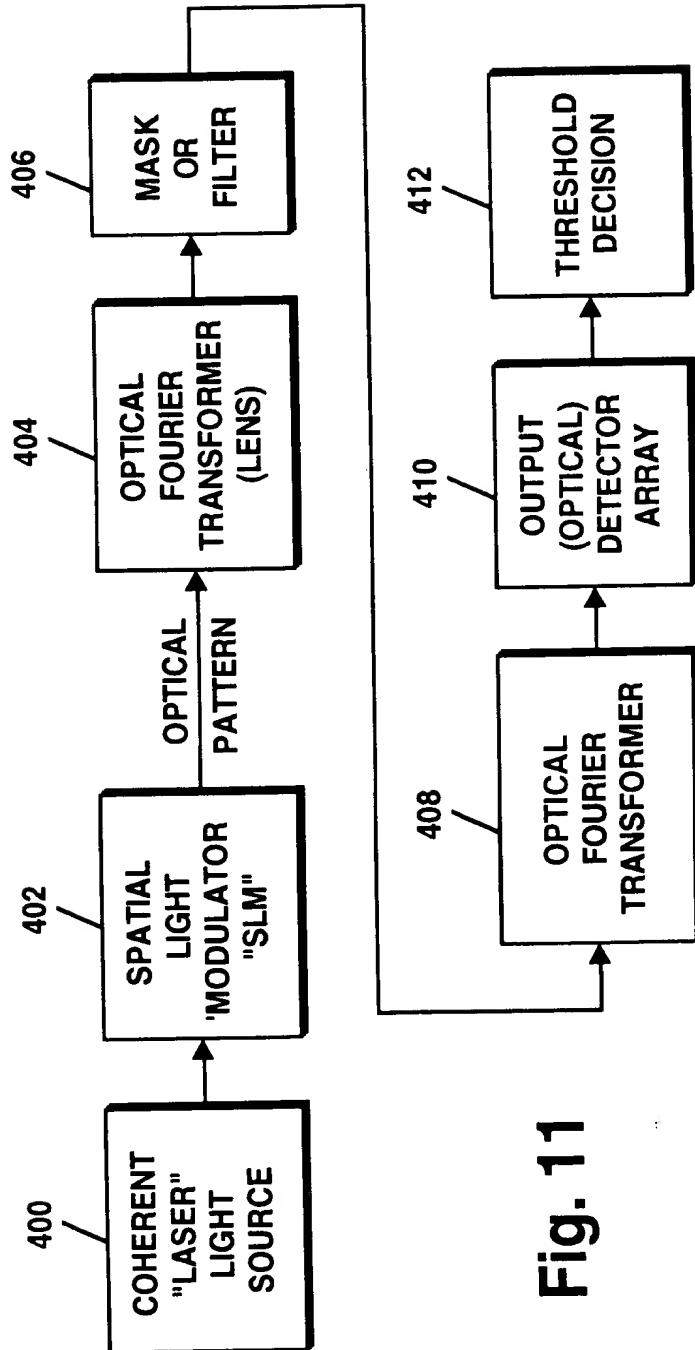 400
COHERENT
"LASER"
LIGHT
SOURCE
402
SPATIAL
LIGHT
'MODULATOR
"SLM"
OPTICAL
PATTERN
404
OPTICAL
FOURIER
TRANSFORMER
(LENS)
406
MASK
OR
FILTER
408
OPTICAL
FOURIER
TRANSFORMER
410
OUTPUT
(OPTICAL)
DETECTOR
ARRAY
412
THRESHOLD
DECISION
Fig. 11